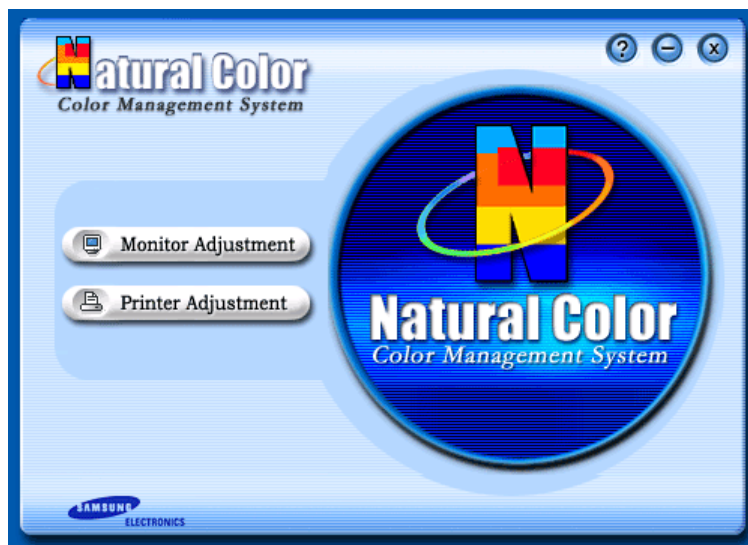 Natural Color
Color Management System
?
–
x
Monitor Adjustment
Printer Adjustment
Natural Color
Color Management System
SAMSUNG
ELECTRONICS